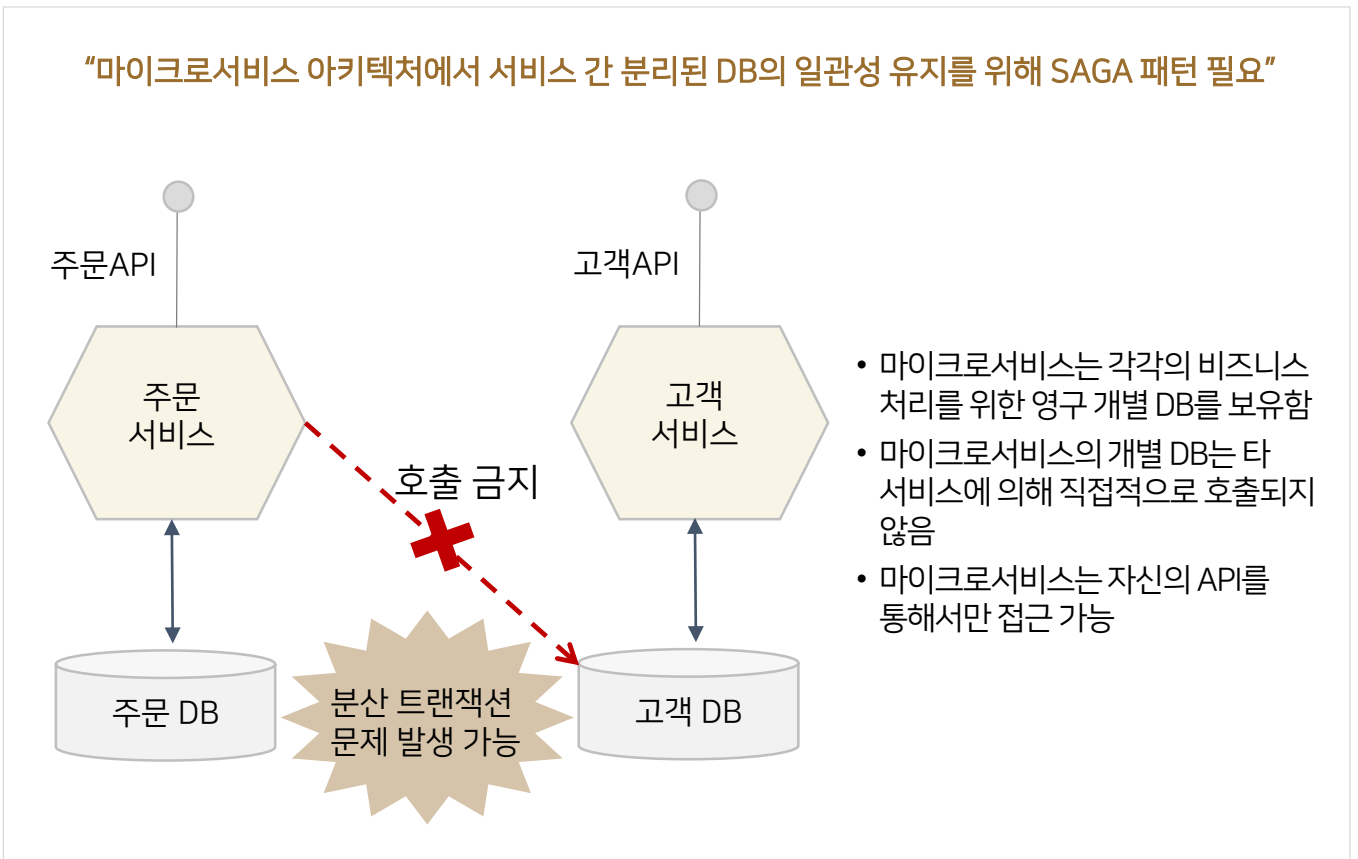 “마이크로서비스 아키텍처에서 서비스 간 분리된 DB의 일관성 유지를 위해 SAGA 패턴 필요”
주문API
고객API
주문
서비스
고객
서비스
호출 금지
주문 DB
분산 트랜잭션
문제 발생 가능
고객 DB
• 마이크로서비스는 각각의 비즈니스
처리를 위한 영구 개별 DB를 보유함
• 마이크로서비스의 개별 DB는 타
서비스에 의해 직접적으로 호출되지
않음
• 마이크로서비스는 자신의 API를
통해서만 접근 가능